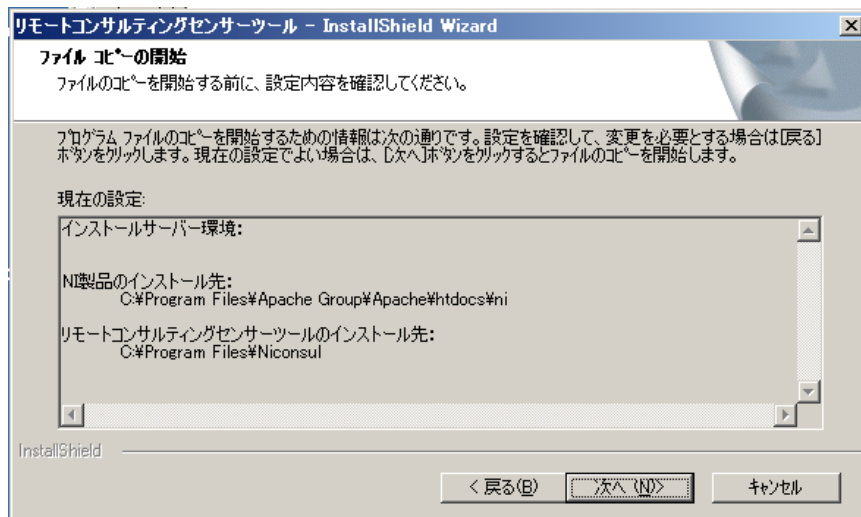 リモートコンサルティングセンサーツール - InstallShield Wizard
ファイル コピーの開始
ファイルのコピーを開始する前に、設定内容を確認してください。
プログラム ファイルのコピーを開始するための情報は次の通りです。設定を確認して、変更を必要とする場合は[戻る]
ボタンをクリックします。現在の設定でよい場合は、[次へ]ボタンをクリックするとファイルのコピーを開始します。
現在の設定:
インストールサーバー環境:
NI製品のインストール先:
C:¥Program Files¥Apache Group¥Apache¥htdocs¥ni
リモートコンサルティングセンサーツールのインストール先:
C:¥Program Files¥Niconsul
InstallShield
< 戻る(B)
次へ (N)>
キャンセル